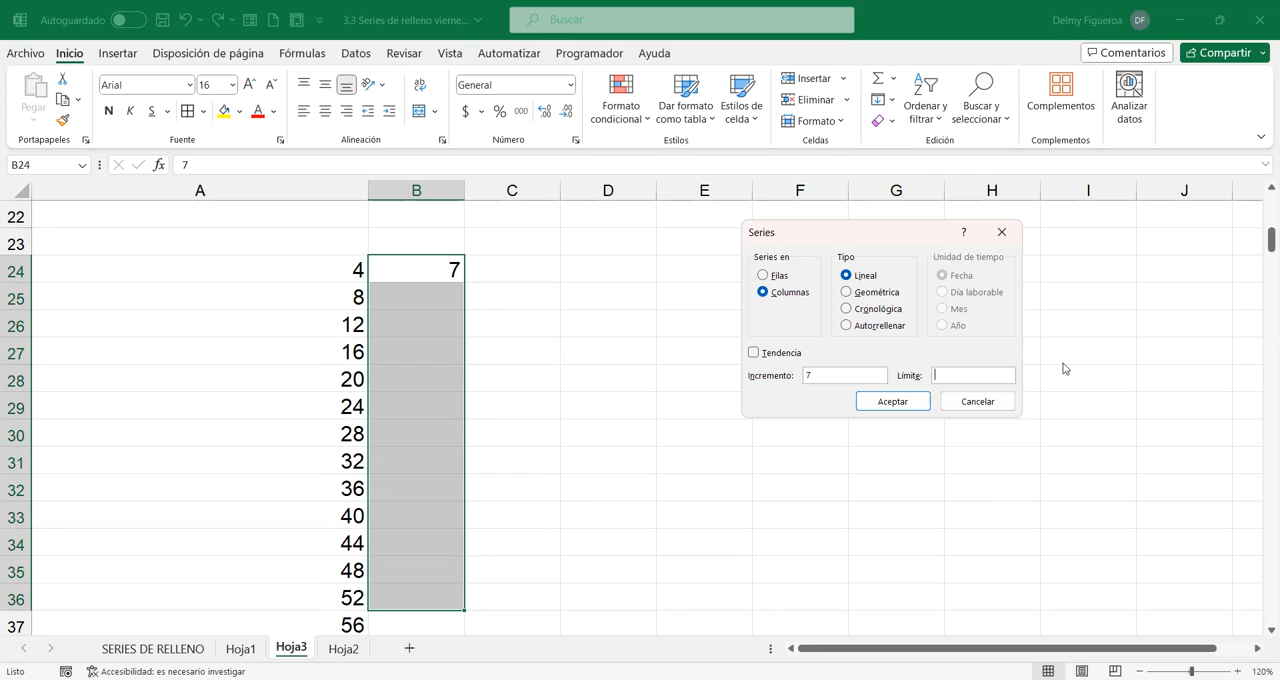 Autoguardado
3.3 Series de relleno vierne...
Buscar
Delmy Figueroa
DF
Archivo
Inicio
Insertar
Disposición de página
Fórmulas
Datos
Revisar
Vista
Automatizar
Programador
Ayuda
Comentarios
Compartir
Pegar
Portapapeles
Arial
16
N K S
Fuente
Alineación
General
$ % 000
Número
Formato condicional
Dar formato como tabla
Estilos de celda
Estilos
Insertar
Eliminar
Formato
Celdas
Ordenar y filtrar
Buscar y seleccionar
Edición
Complementos
Complementos
Analizar datos
B24
fx
7
A B C D E F G H I J
22
23
24 4 7
25 8
26 12
27 16
28 20
29 24
30 28
31 32
32 36
33 40
34 44
35 48
36 52
37 56
Series
?
Series en
Filas
Columnas
Tipo
Lineal
Geométrica
Cronológica
Autorrellenar
Unidad de tiempo
Fecha
Día laborable
Mes
Año
Tendencia
Incremento: 7
Límite:
Aceptar
Cancelar
SERIES DE RELLENO
Hoja1
Hoja3
Hoja2
Listo
Accesibilidad: es necesario investigar
120%